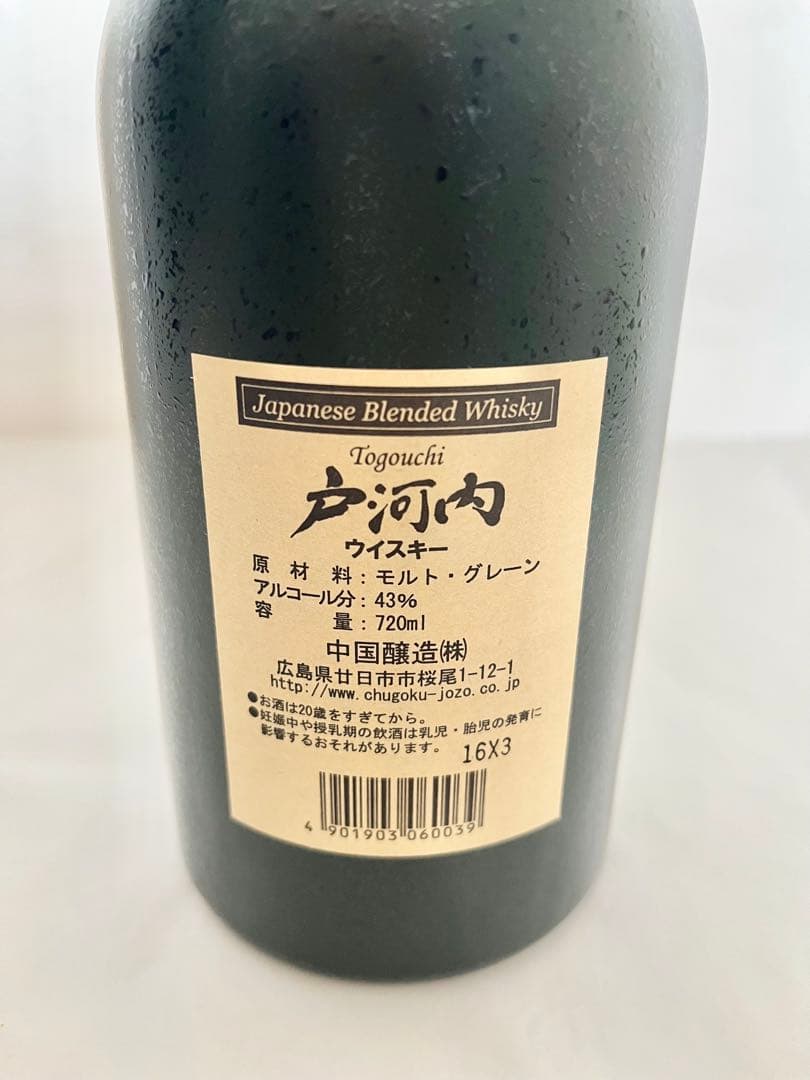 Japanese Blended Whisky
Togouchi
戸河内
ウイスキー
原材料：モルト・グレーン
アルコール分：43%
容量：720ml
中国醸造㈱
広島県廿日市市桜尾1-12-1
http://www.chugoku-jozo.co.jp
●お酒は20歳をすぎてから。
●妊娠中や授乳期の飲酒は乳児・胎児の発育に
影響するおそれがあります。
16X3
4 901903 060039